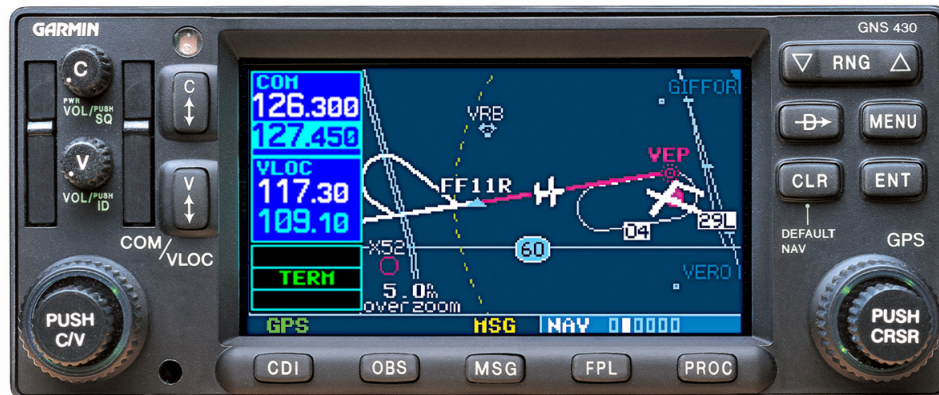 GARMIN
GNS 430
C
PWR
VOL/PUSH
SQ
V
VOL/PUSH
ID
C
V
COM/VLOC
PUSH
C/V
COM
126.300
127.450
VLOC
117.30
109.10
TERM
GPS
MSG
NAV
GIFFOR
VRB
VEP
FF11R
04
29L
60
X52
VERO
5.0NM
overzoom
RNG
D
MENU
CLR
ENT
DEFAULT
NAV
GPS
PUSH
CRSR
CDI
OBS
MSG
FPL
PROC